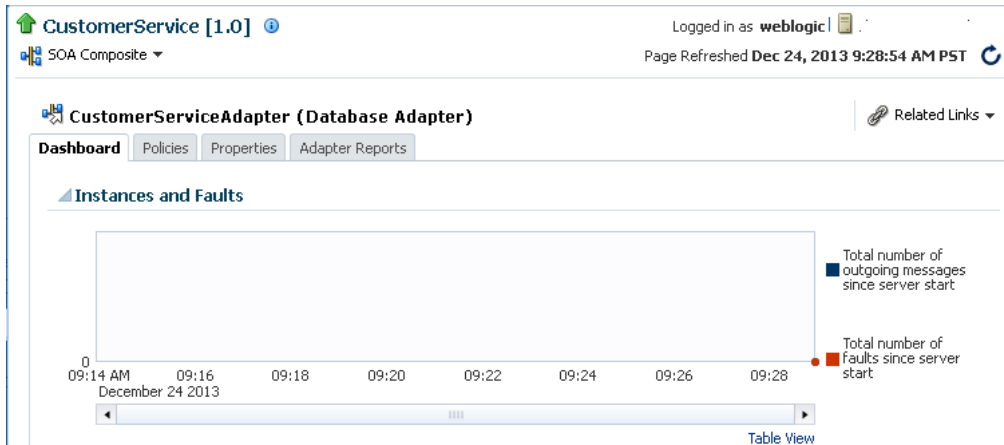 CustomerService [1.0]
Logged in as weblogic
SOA Composite
Page Refreshed Dec 24, 2013 9:28:54 AM PST
CustomerServiceAdapter (Database Adapter)
Related Links
Dashboard Policies Properties Adapter Reports
Instances and Faults
Total number of
outgoing messages
since server start
Total number of
faults since server
start
0
09:14 AM 09:16 09:18 09:20 09:22 09:24 09:26 09:28
December 24 2013
Table View